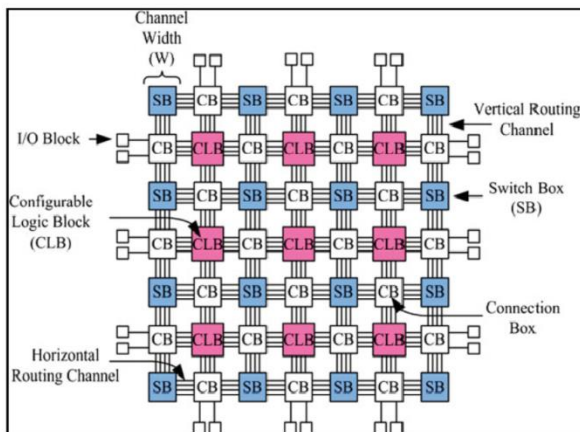 Channel
Width
(W)
SB CB SB CB SB CB SB
Vertical Routing
Channel
I/O Block
CB CLB CB CLB CB CLB CB
SB CB SB CB SB CB SB
Switch Box
(SB)
Configurable
Logic Block
(CLB)
CB CLB CB CLB CB CLB CB
SB CB SB CB SB CB SB
Connection
Box
CB CLB CB CLB CB CLB CB
Horizontal
Routing Channel
SB CB SB CB SB CB SB